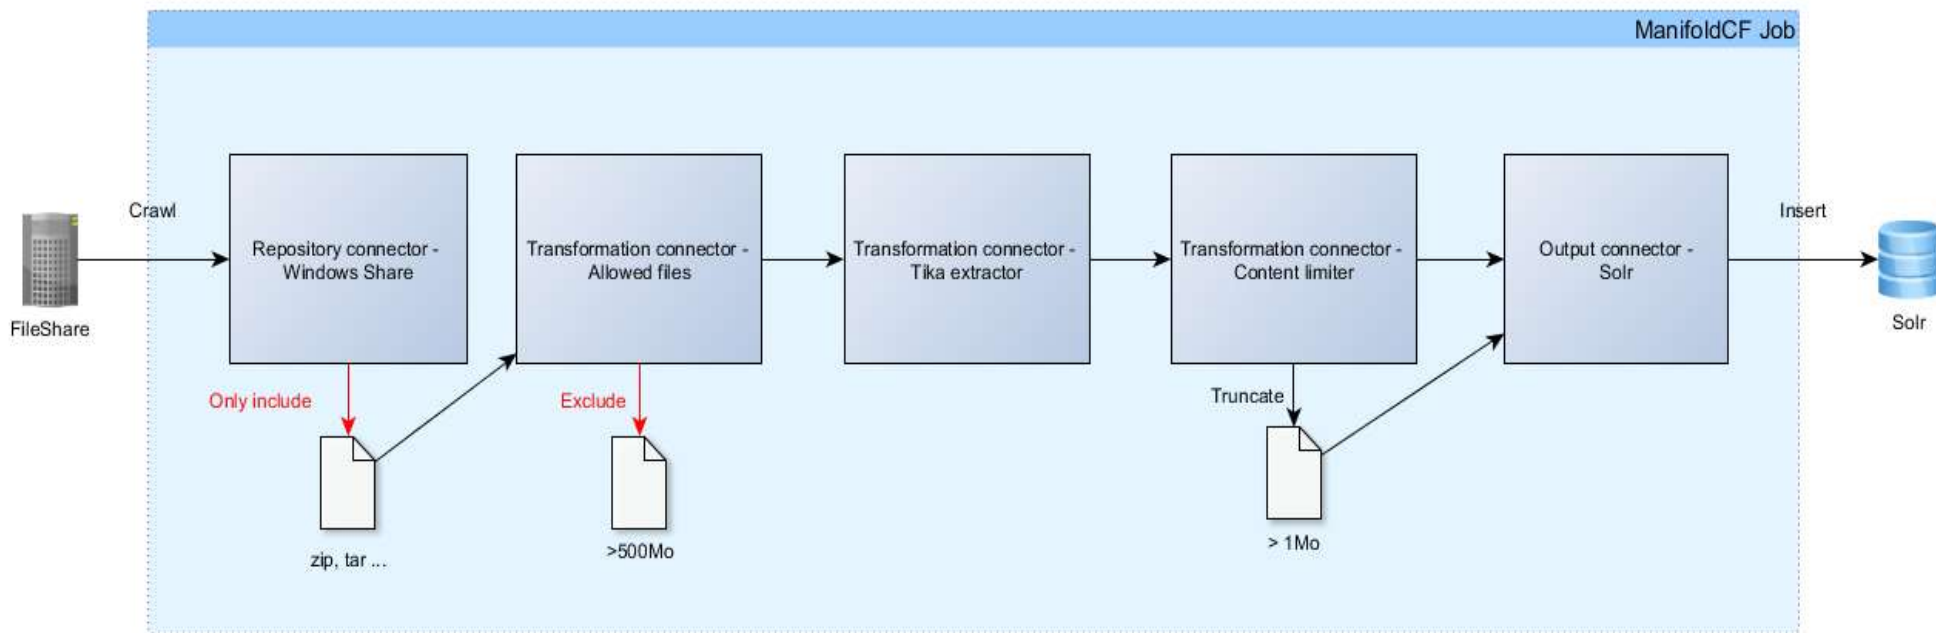 ManifoldCF Job
Crawl
Insert
Repository connector -
Windows Share
Transformation connector -
Allowed files
Transformation connector -
Tika extractor
Transformation connector -
Content limiter
Output connector -
Solr
FileShare
Solr
Only include
Exclude
Truncate
zip, tar ...
>500Mo
> 1Mo